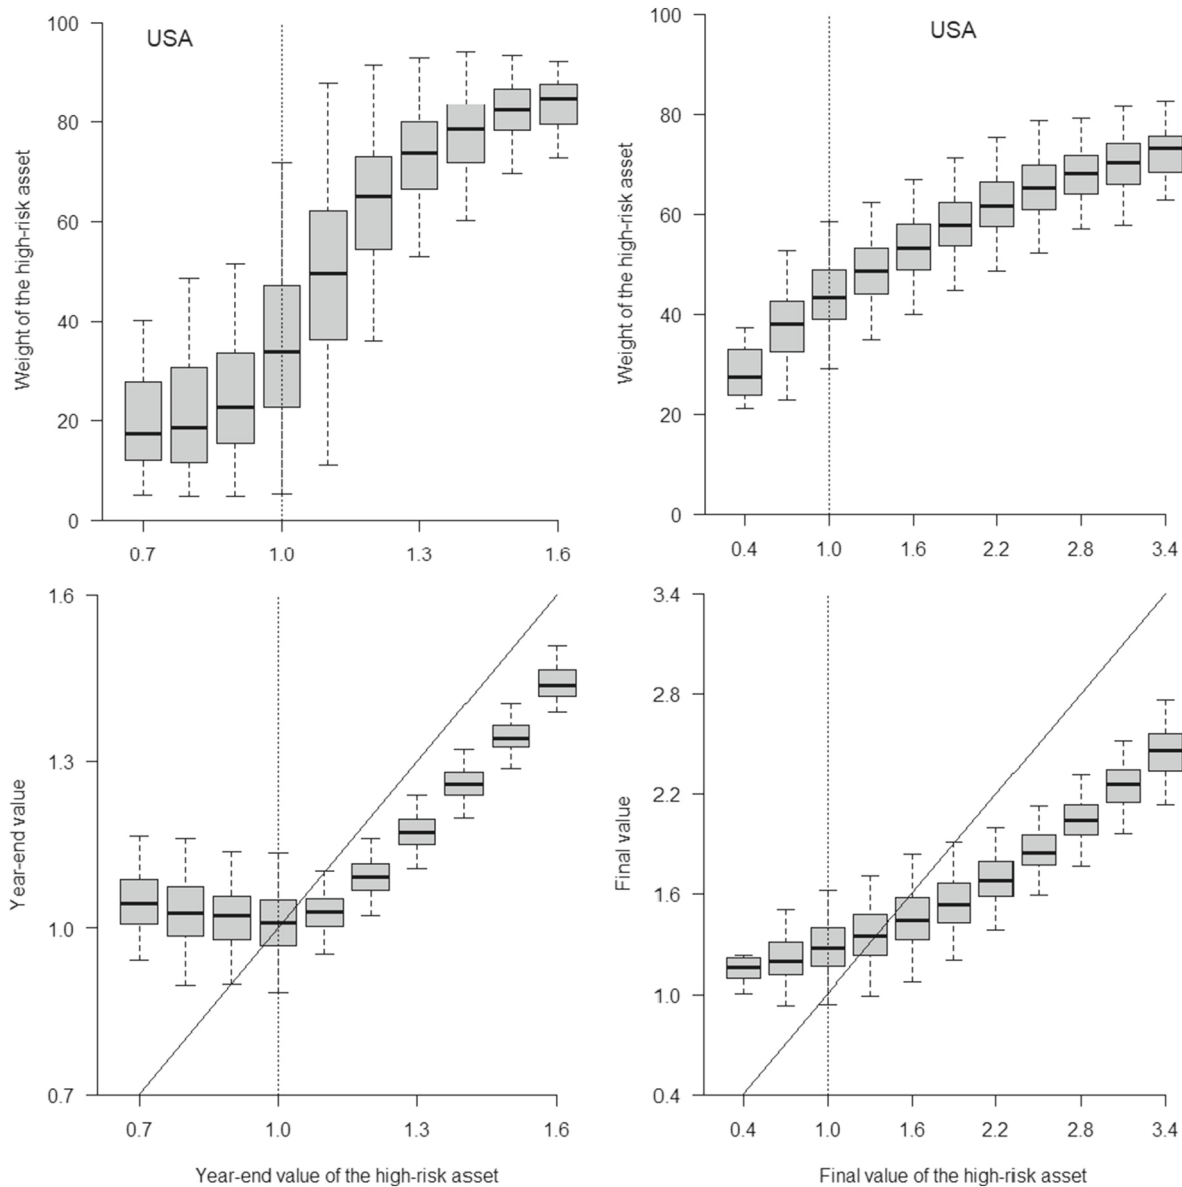 USA
Weight of the high-risk asset
100
80
60
40
20
0
0.7 1.0 1.3 1.6
USA
Weight of the high-risk asset
100
80
60
40
20
0
0.4 1.0 1.6 2.2 2.8 3.4
Year-end value
1.6
1.3
1.0
0.7
0.7 1.0 1.3 1.6
Year-end value of the high-risk asset
Final value
3.4
2.8
2.2
1.6
1.0
0.4
0.4 1.0 1.6 2.2 2.8 3.4
Final value of the high-risk asset